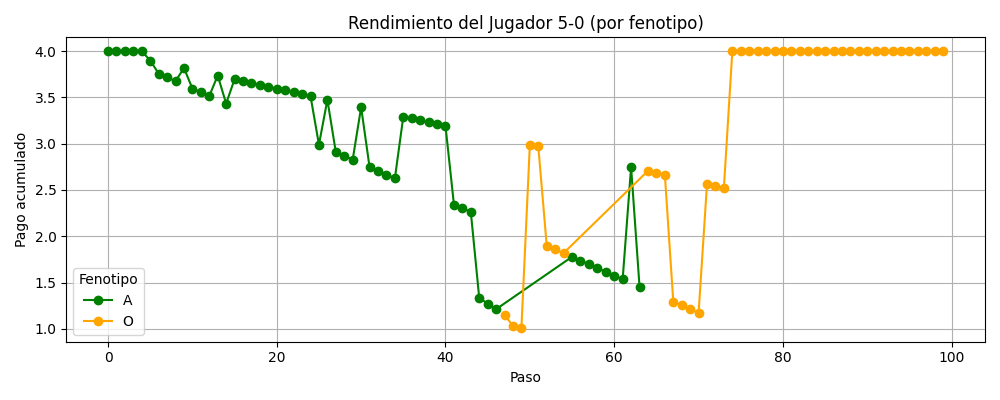 Rendimiento del Jugador 5-0 (por fenotipo)
Pago acumulado
4.0
3.5
3.0
2.5
2.0
1.5
1.0
Fenotipo
A
O
0 20 40 60 80 100
Paso